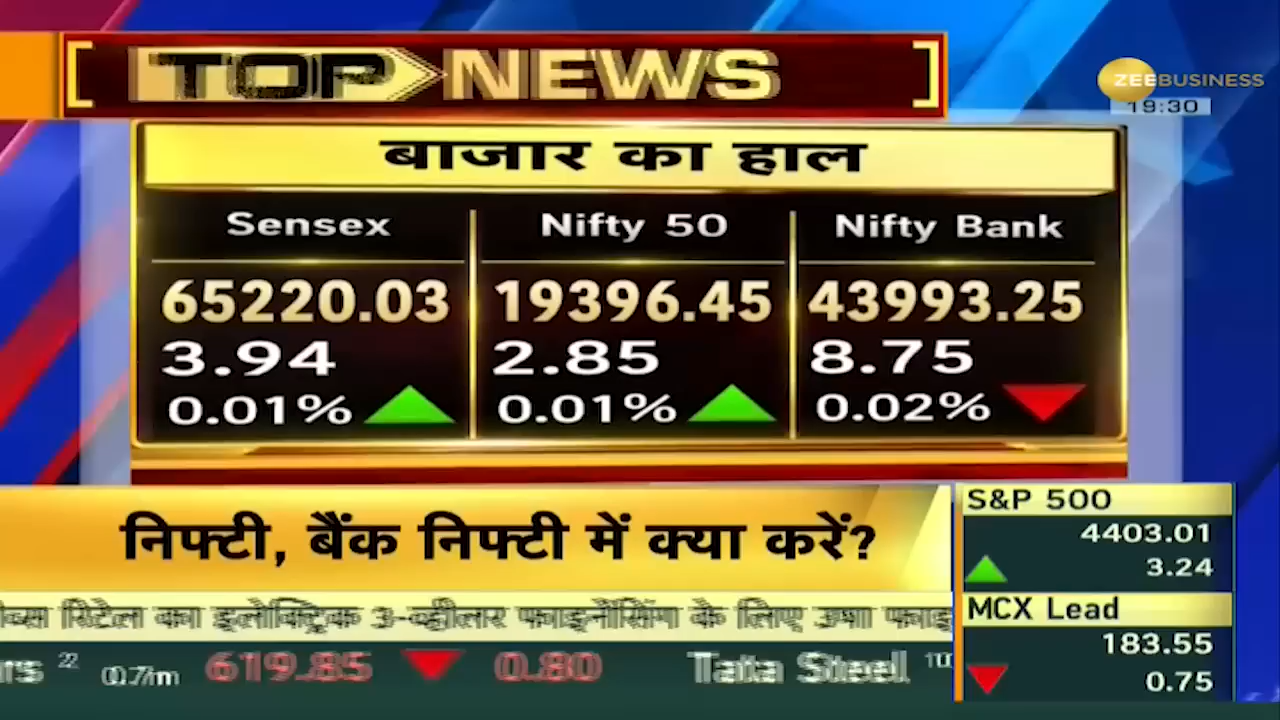 TOP NEWS
ZEEBUSINESS
19:30
बाजार का हाल
Sensex
65220.03
3.94
0.01%
Nifty 50
19396.45
2.85
0.01%
Nifty Bank
43993.25
8.75
0.02%
निफ्टी, बैंक निफ्टी में क्या करें?
S&P 500
4403.01
3.24
MCX Lead
183.55
0.75
रिटेल का इलेक्ट्रिक 3-व्हीलर फाइनेंसिंग के लिए
619.85 0.80 Tata Steel